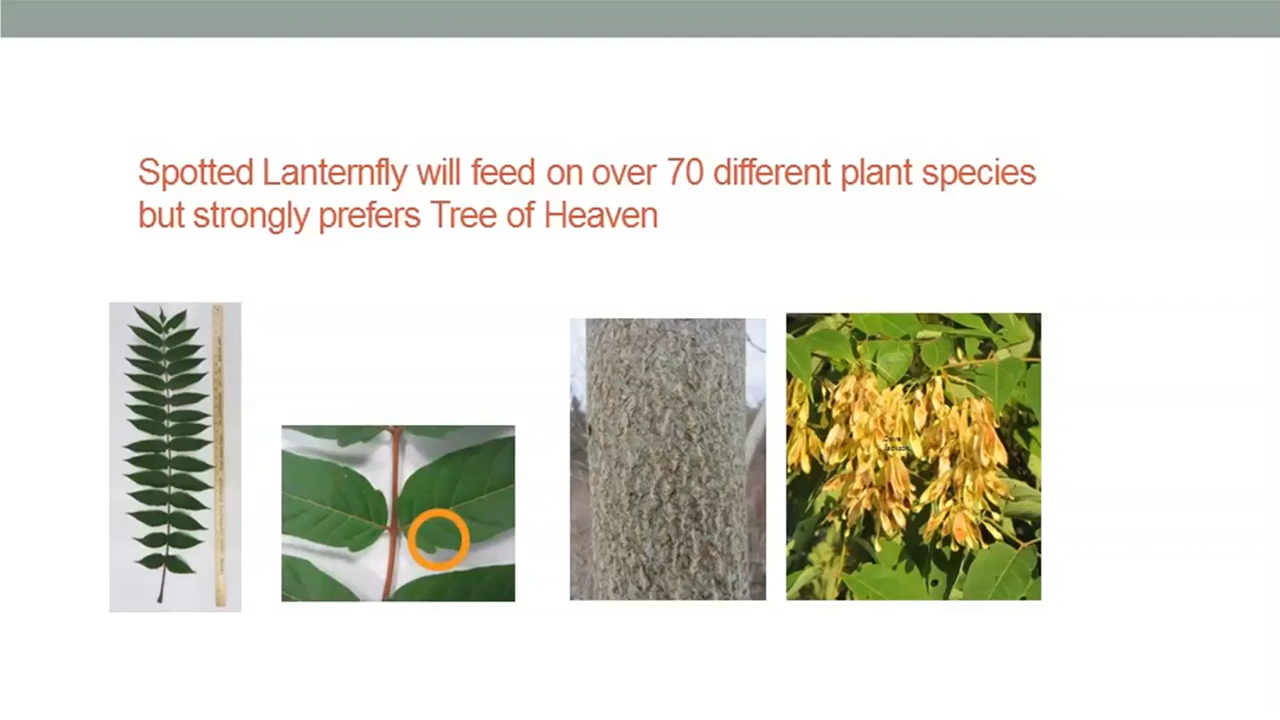 Spotted Lanternfly will feed on over 70 different plant species
but strongly prefers Tree of Heaven